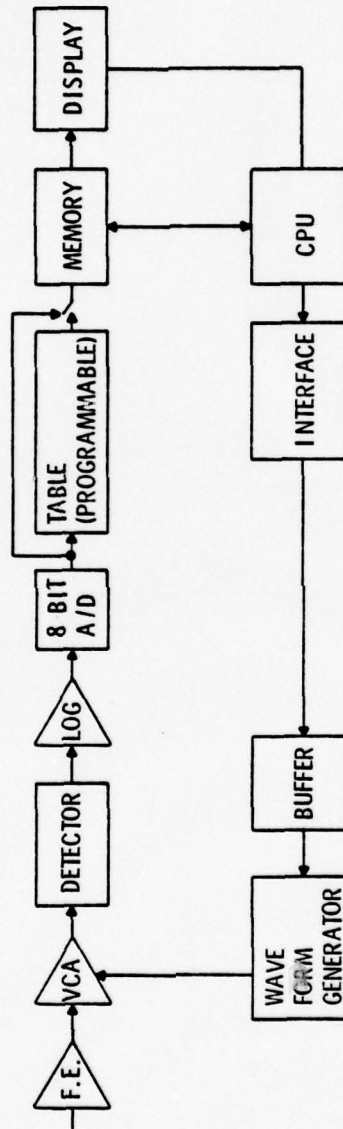 F.E.
VCA
DETECTOR
LOG
8 BIT
A/D
TABLE
(PROGRAMMABLE)
MEMORY
DISPLAY
WAVE
FORM
GENERATOR
BUFFER
INTERFACE
CPU